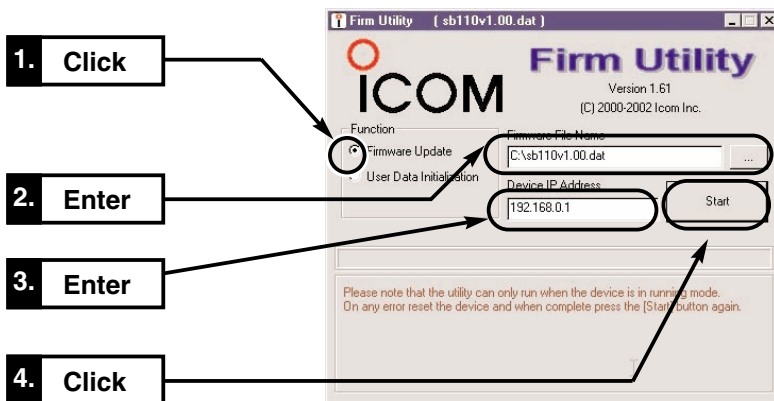 Firm Utility ( sb110v1.00.dat )
1. Click
ICOM
Firm Utility
Version 1.61
(C) 2000-2002 Icom Inc.
Function
Firmware Update
User Data Initialization
Firmware File Name
C:\sb110v1.00.dat
...
2. Enter
Device IP Address
192.168.0.1
Start
3. Enter
Please note that the utility can only run when the device is in running mode.
On any error reset the device and when complete press the [Start] button again.
4. Click